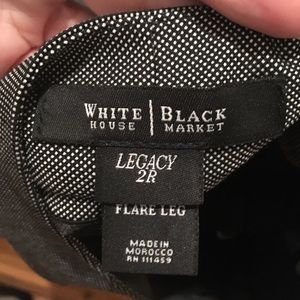 WHITE | BLACK
HOUSE MARKET
LEGACY
2R
FLARE LEG
MADE IN
MOROCCO
RN 111459